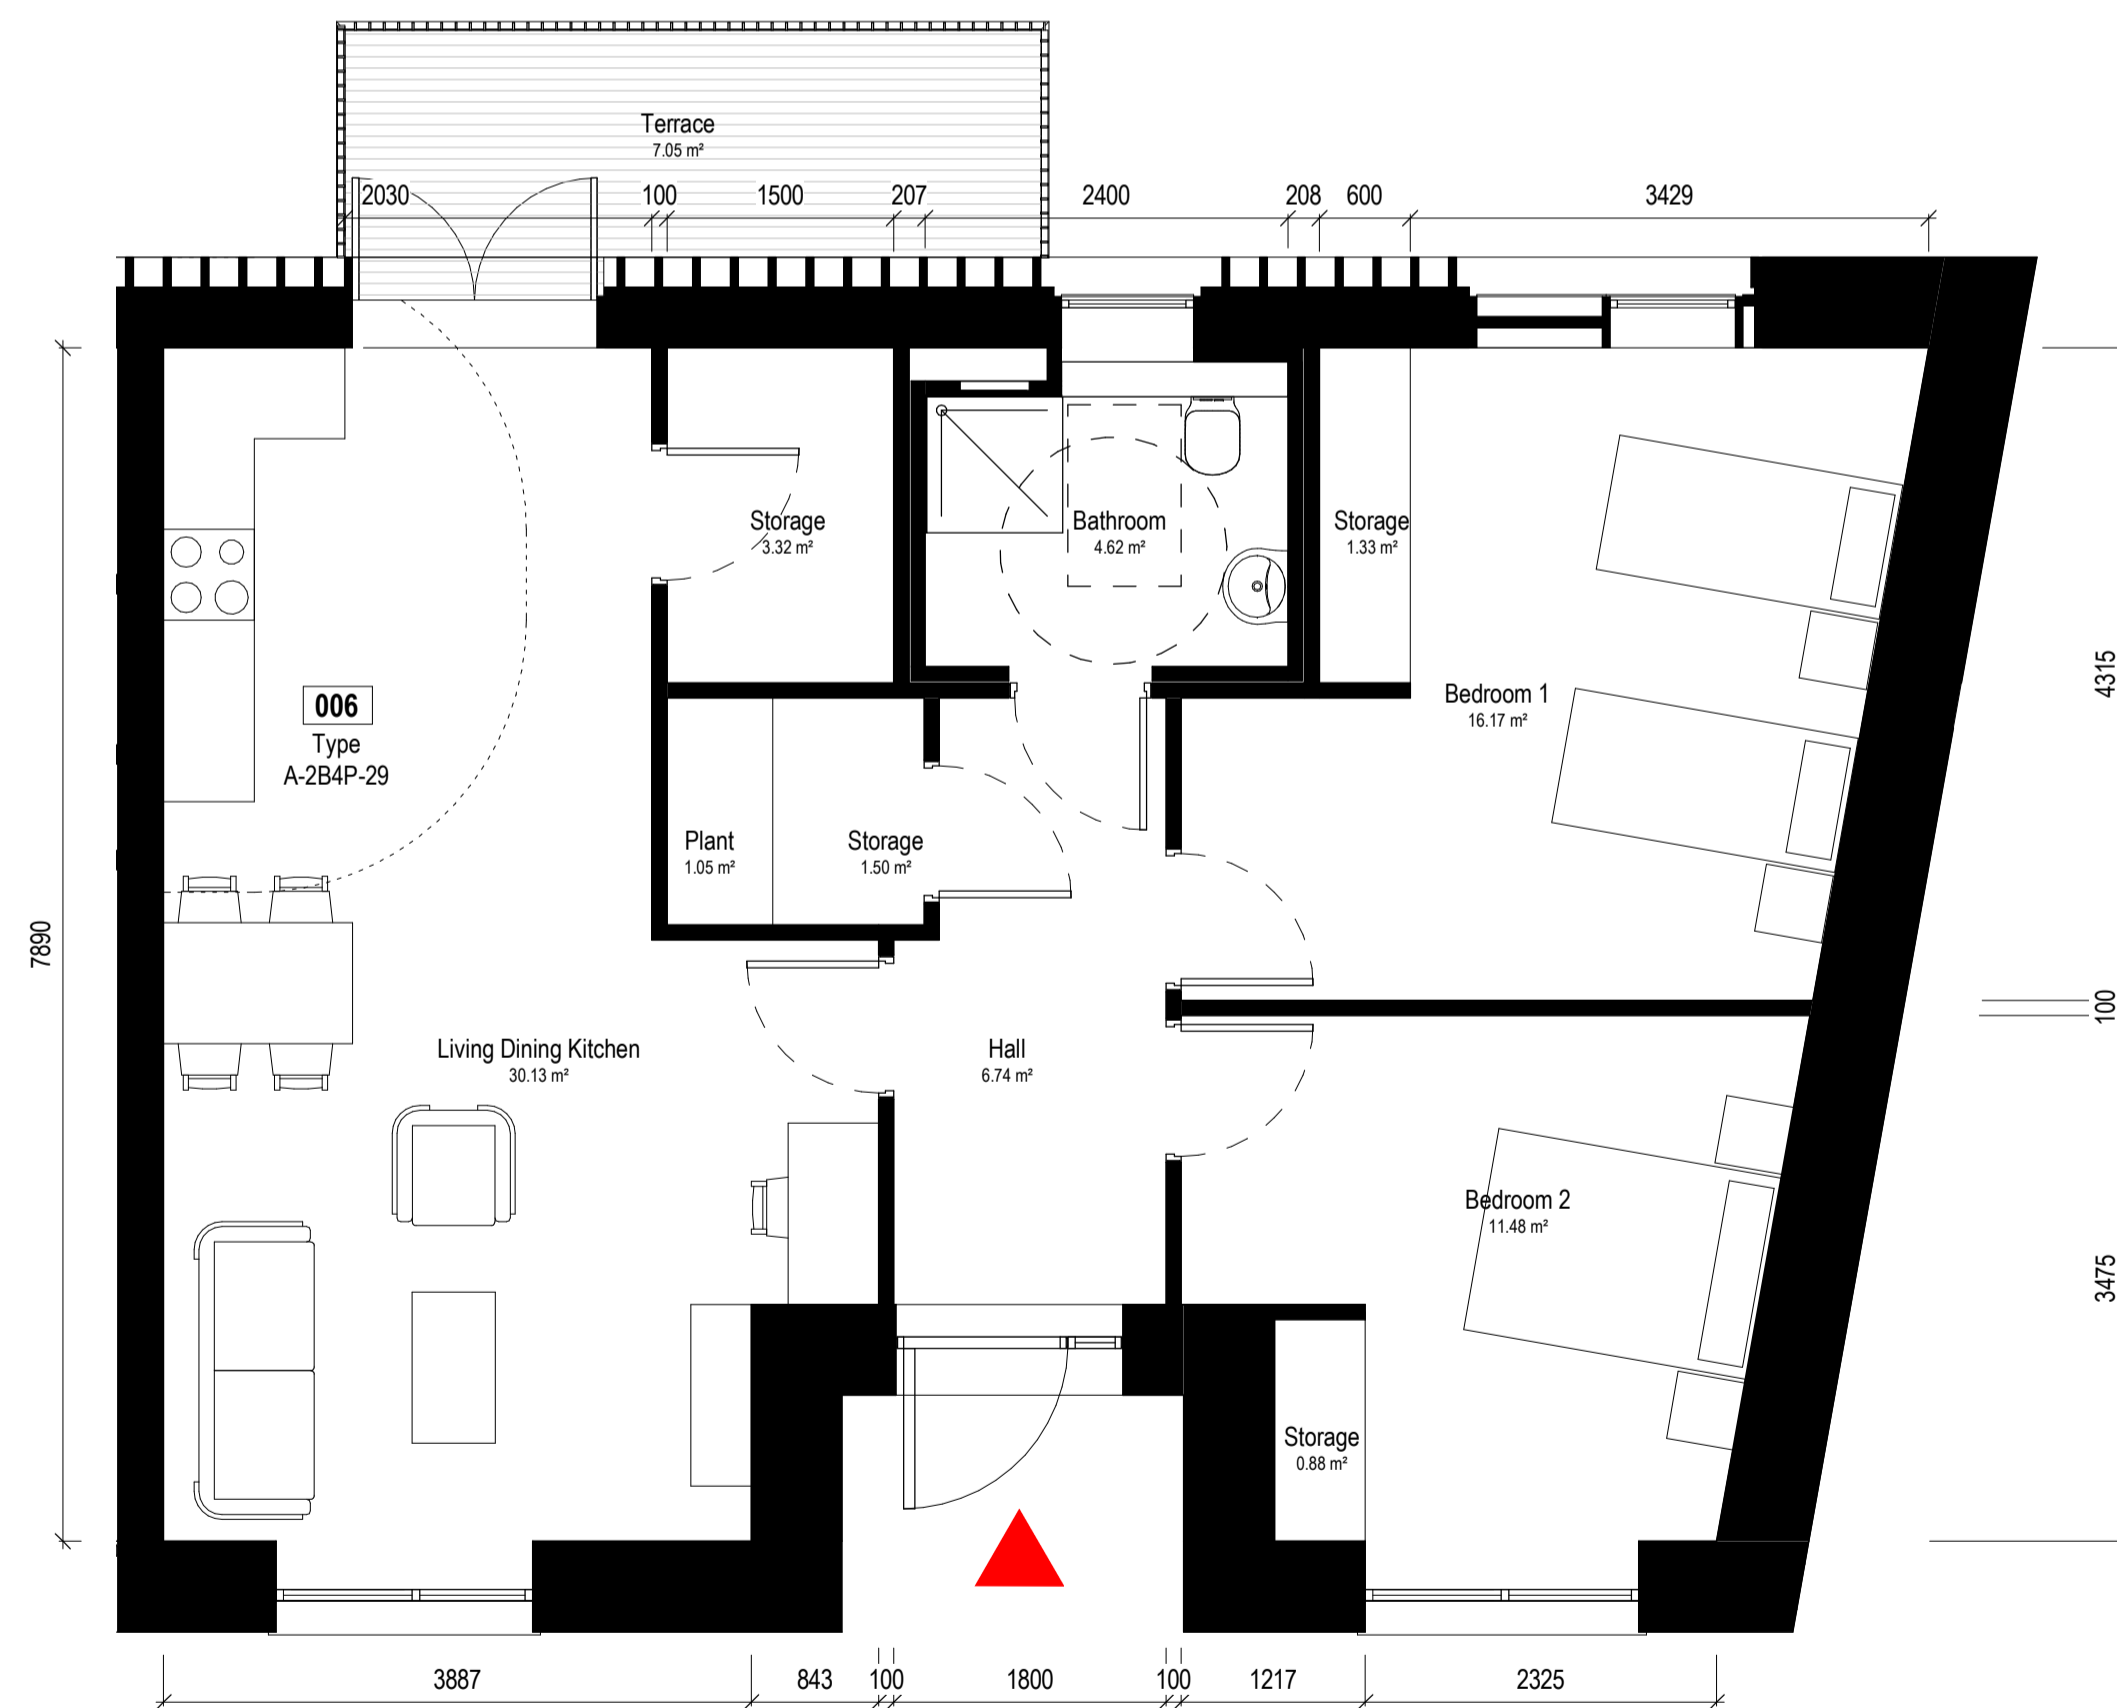 Terrace
7.05 m²
2030 100 1500 207 2400 208 600 3429
Storage
3.32 m²
Bathroom
4.62 m²
Storage
1.33 m²
006
Type
A-2B4P-29
Bedroom 1
16.17 m²
4315
Plant
1.05 m²
Storage
1.50 m²
7890
100
Living Dining Kitchen
30.13 m²
Hall
6.74 m²
Bedroom 2
11.48 m²
3475
Storage
0.88 m²
3887 843 100 1800 100 1217 2325